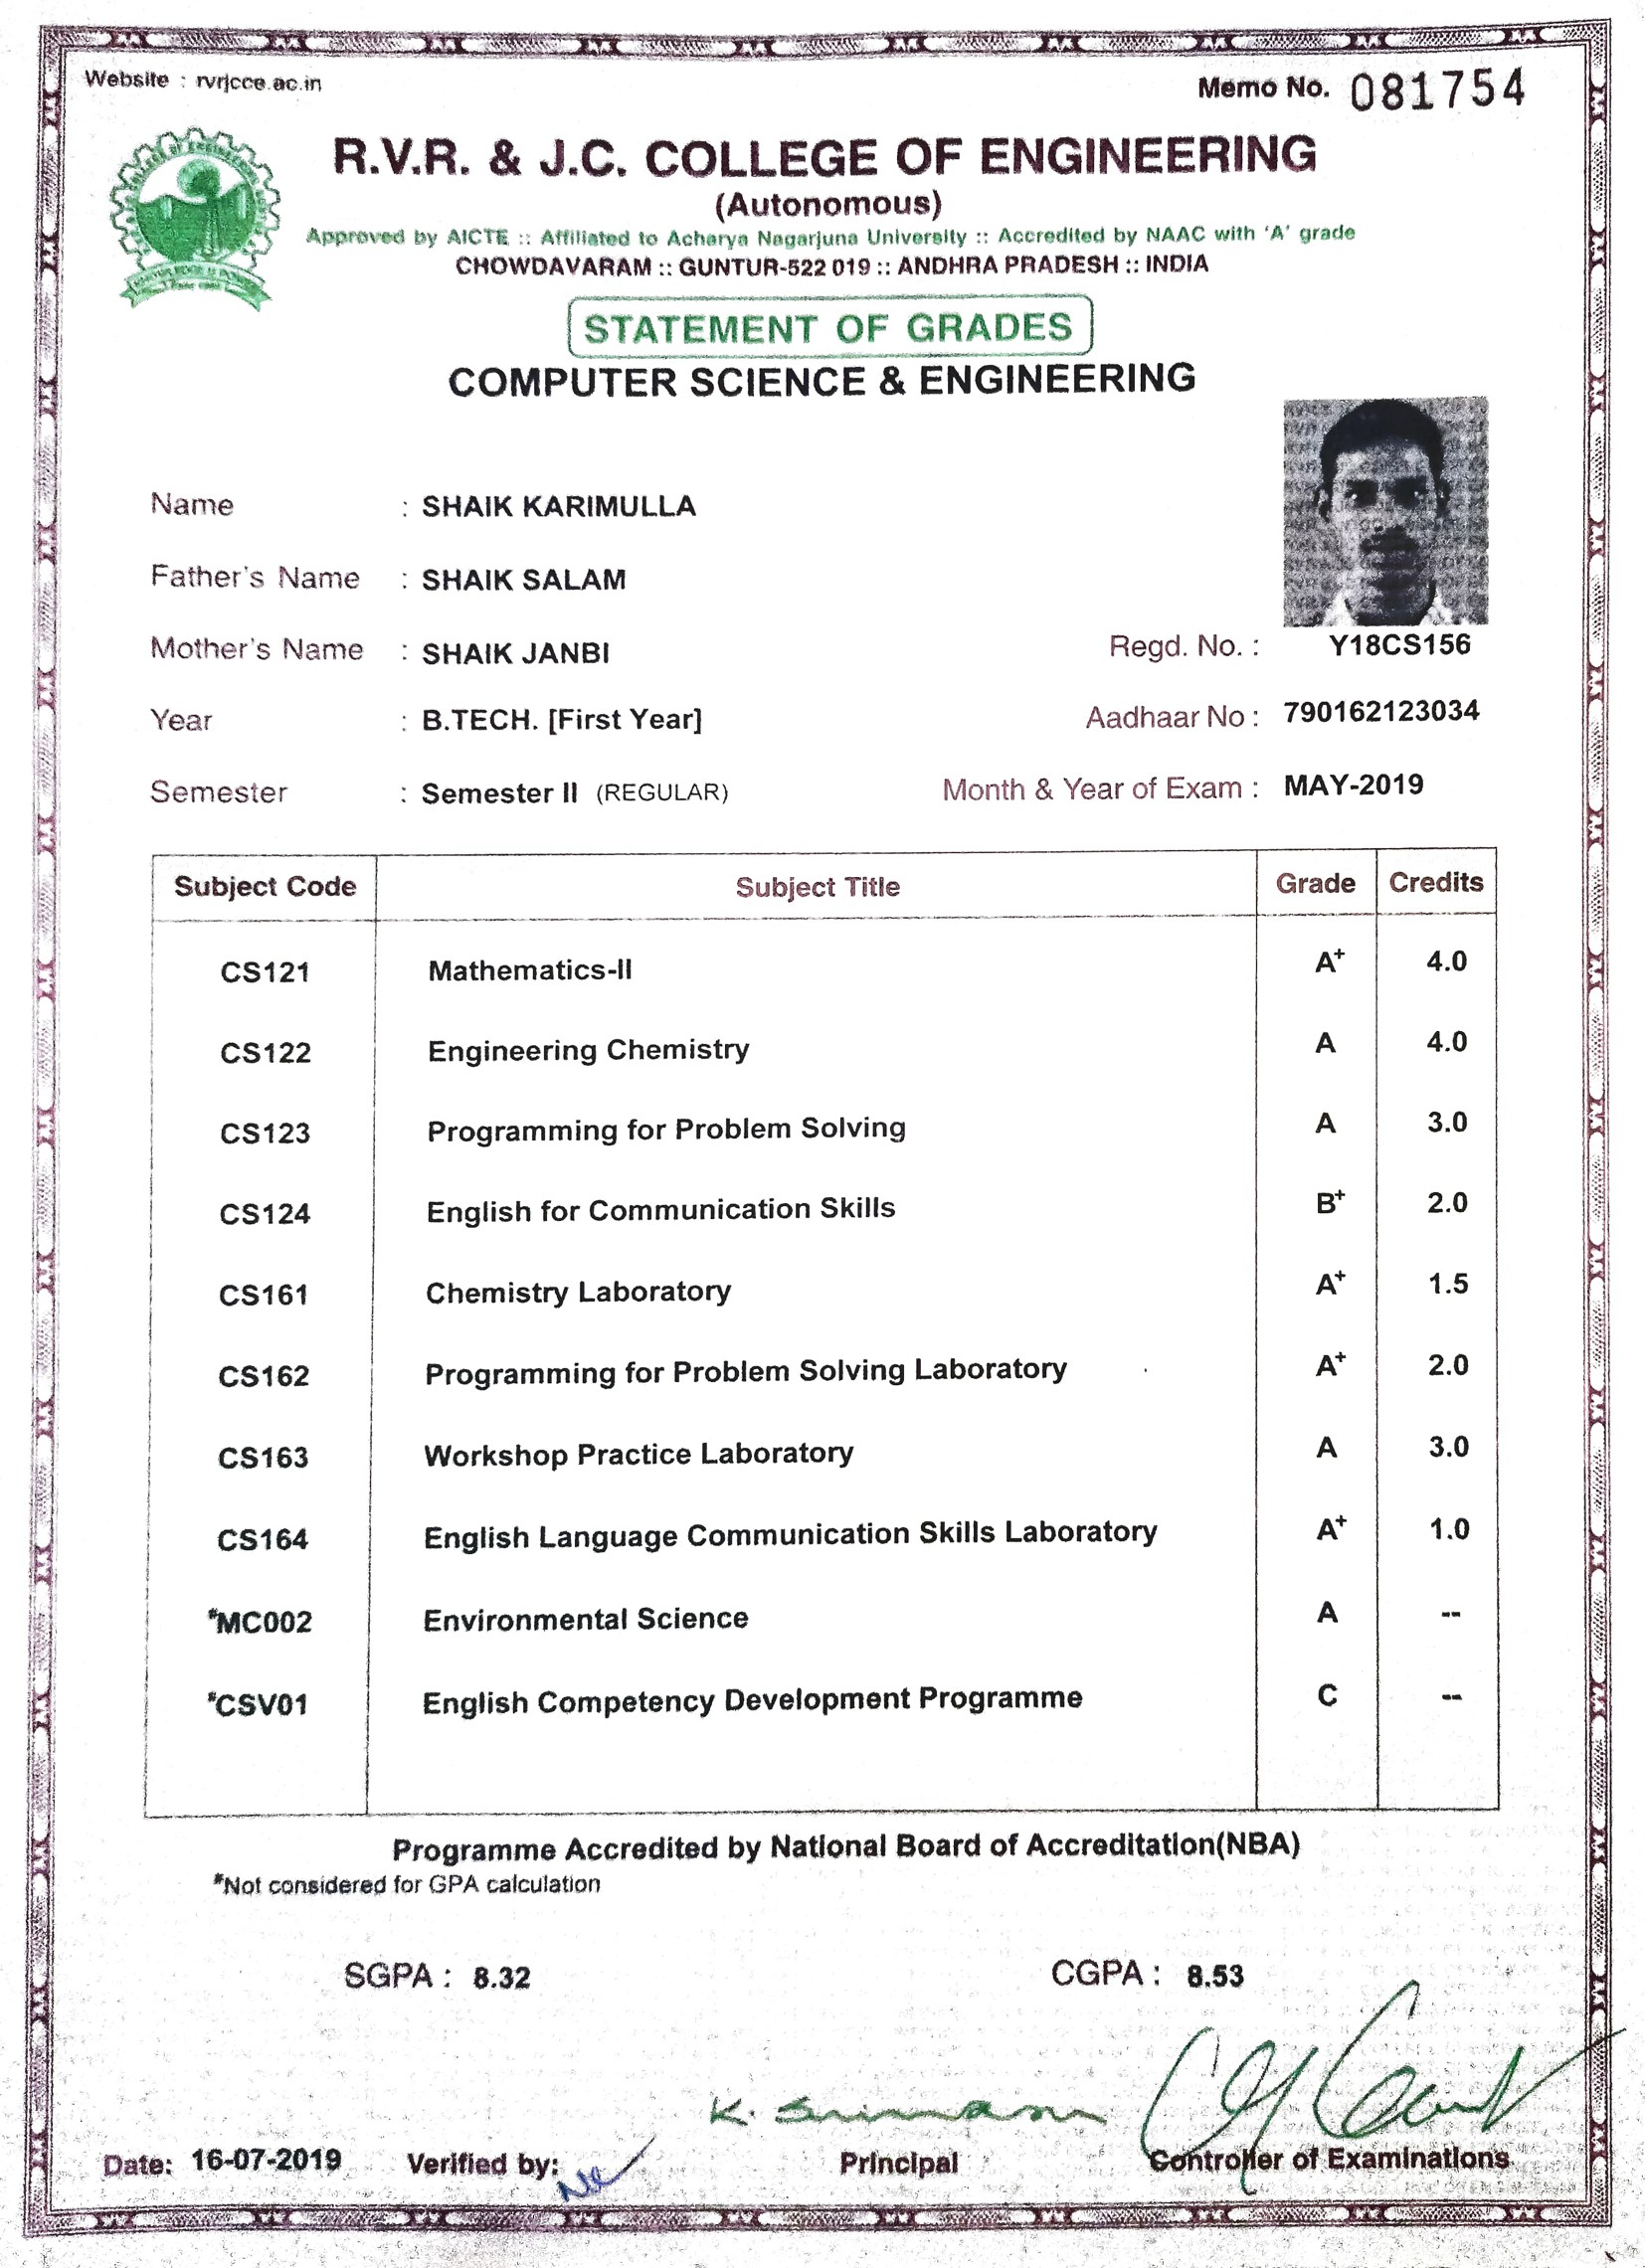 Website : rvrjcce.ac.in
Memo No. 081754
R.V.R. & J.C. COLLEGE OF ENGINEERING
(Autonomous)
Approved by AICTE :: Affiliated to Acharya Nagarjuna University :: Accredited by NAAC with 'A' grade
CHOWDAVARAM :: GUNTUR-522 019 :: ANDHRA PRADESH :: INDIA
STATEMENT OF GRADES
COMPUTER SCIENCE & ENGINEERING
Name : SHAIK KARIMULLA
Father's Name : SHAIK SALAM
Mother's Name : SHAIK JANBI Regd. No. : Y18CS156
Year : B.TECH. [First Year] Aadhaar No : 790162123034
Semester : Semester II (REGULAR) Month & Year of Exam : MAY-2019
Subject Code Subject Title Grade Credits
CS121 Mathematics-II A+ 4.0
CS122 Engineering Chemistry A 4.0
CS123 Programming for Problem Solving A 3.0
CS124 English for Communication Skills B+ 2.0
CS161 Chemistry Laboratory A+ 1.5
CS162 Programming for Problem Solving Laboratory A+ 2.0
CS163 Workshop Practice Laboratory A 3.0
CS164 English Language Communication Skills Laboratory A+ 1.0
#MC002 Environmental Science A --
#CSV01 English Competency Development Programme C --
Programme Accredited by National Board of Accreditation(NBA)
#Not considered for GPA calculation
SGPA : 8.32 CGPA : 8.53
Date: 16-07-2019 Verified by: Principal Controller of Examinations